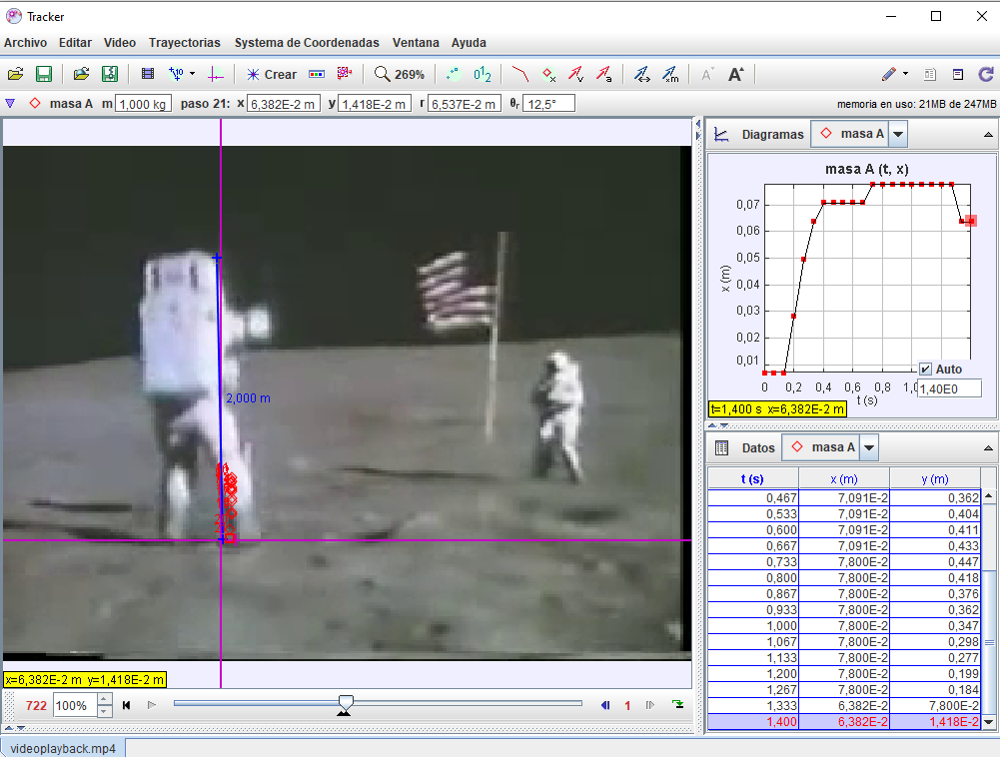 Tracker
Archivo Editar Video Trayectorias Systema de Coordenadas Ventana Ayuda
Crear 269%
masa A m 1,000 kg paso 21: x 6,382E-2 m y 1,418E-2 m r 6,537E-2 m θr 12,5° memoria en uso: 21MB de 247MB
2,000 m
x=6,382E-2 m y=1,418E-2 m
722 100% 1
videoplayback.mp4
Diagramas masa A
masa A (t, x)
0,07
0,06
0,05
0,04
0,03
0,02
0,01
x (m)
0 0,2 0,4 0,6 0,8
t (s)
Auto
1,40E0
t=1,400 s x=6,382E-2 m
Datos masa A
t (s) x (m) y (m)
0,467 7,091E-2 0,362
0,533 7,091E-2 0,404
0,600 7,091E-2 0,411
0,667 7,091E-2 0,433
0,733 7,800E-2 0,447
0,800 7,800E-2 0,418
0,867 7,800E-2 0,376
0,933 7,800E-2 0,362
1,000 7,800E-2 0,347
1,067 7,800E-2 0,298
1,133 7,800E-2 0,277
1,200 7,800E-2 0,199
1,267 7,800E-2 0,184
1,333 6,382E-2 7,800E-2
1,400 6,382E-2 1,418E-2